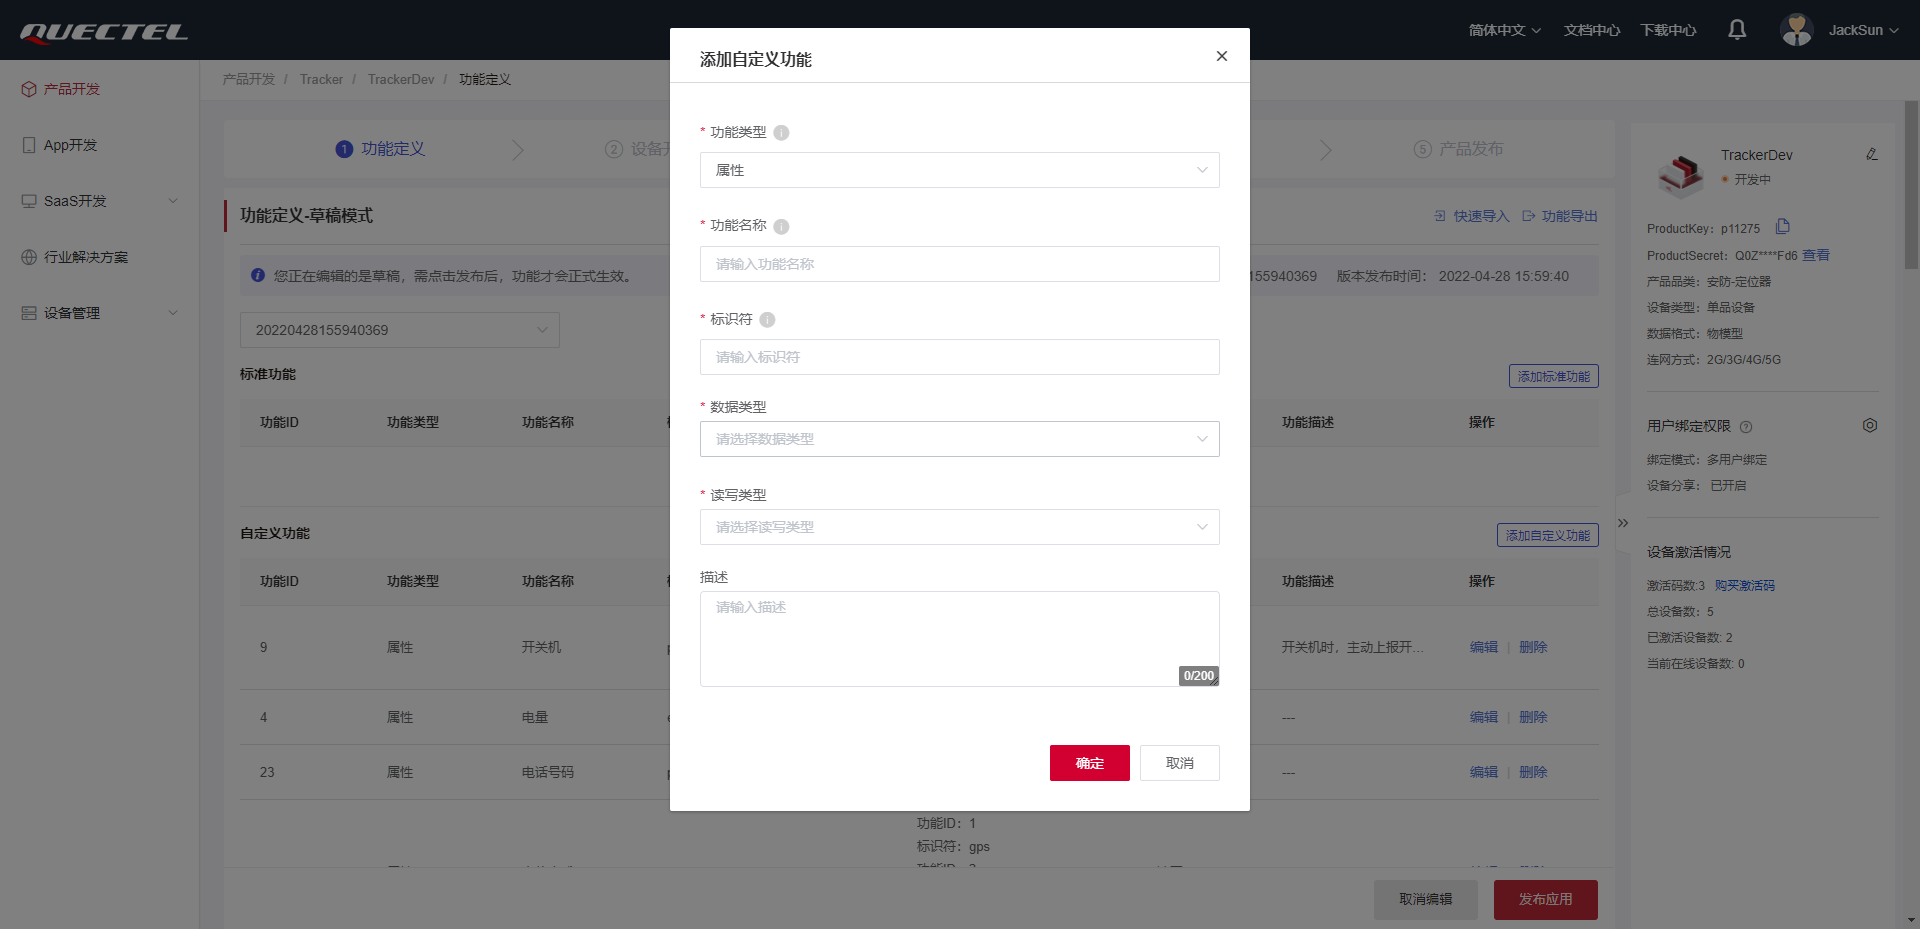 QUECTEL
简体中文
文档中心
下载中心
JackSun
产品开发
App开发
SaaS开发
行业解决方案
设备管理
产品开发 / Tracker / TrackerDev / 功能定义
1 功能定义
2 设备开
5 产品发布
功能定义-草稿模式
快速导入
功能导出
您正在编辑的是草稿，需点击发布后，功能才会正式生效。
155940369 版本发布时间： 2022-04-28 15:59:40
20220428155940369
标准功能
添加标准功能
功能ID 功能类型 功能名称 功能描述 操作
自定义功能
添加自定义功能
功能ID 功能类型 功能名称 功能描述 操作
9 属性 开关机 开关机时，主动上报开... 编辑 | 删除
4 属性 电量 --- 编辑 | 删除
23 属性 电话号码 --- 编辑 | 删除
功能ID：1
标识符：gps
取消编辑
发布应用
添加自定义功能
* 功能类型
属性
* 功能名称
请输入功能名称
* 标识符
请输入标识符
* 数据类型
请选择数据类型
* 读写类型
请选择读写类型
描述
请输入描述
0/200
确定
取消
TrackerDev
开发中
ProductKey：p11275
ProductSecret：Q0Z****Fd6 查看
产品品类：安防-定位器
设备类型：单品设备
数据格式：物模型
连网方式：2G/3G/4G/5G
用户绑定权限
绑定模式：多用户绑定
设备分享： 已开启
设备激活情况
激活码数:3 购买激活码
总设备数：5
已激活设备数: 2
当前在线设备数: 0